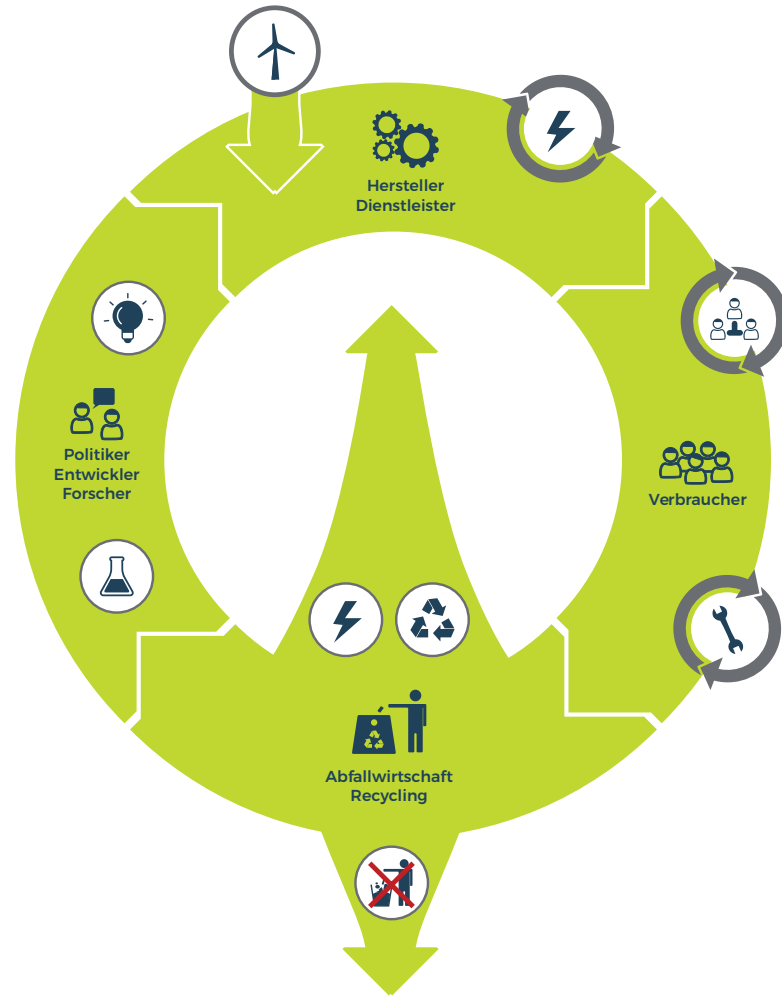 Hersteller
Dienstleister
Politiker
Entwickler
Forscher
Verbraucher
Abfallwirtschaft
Recycling